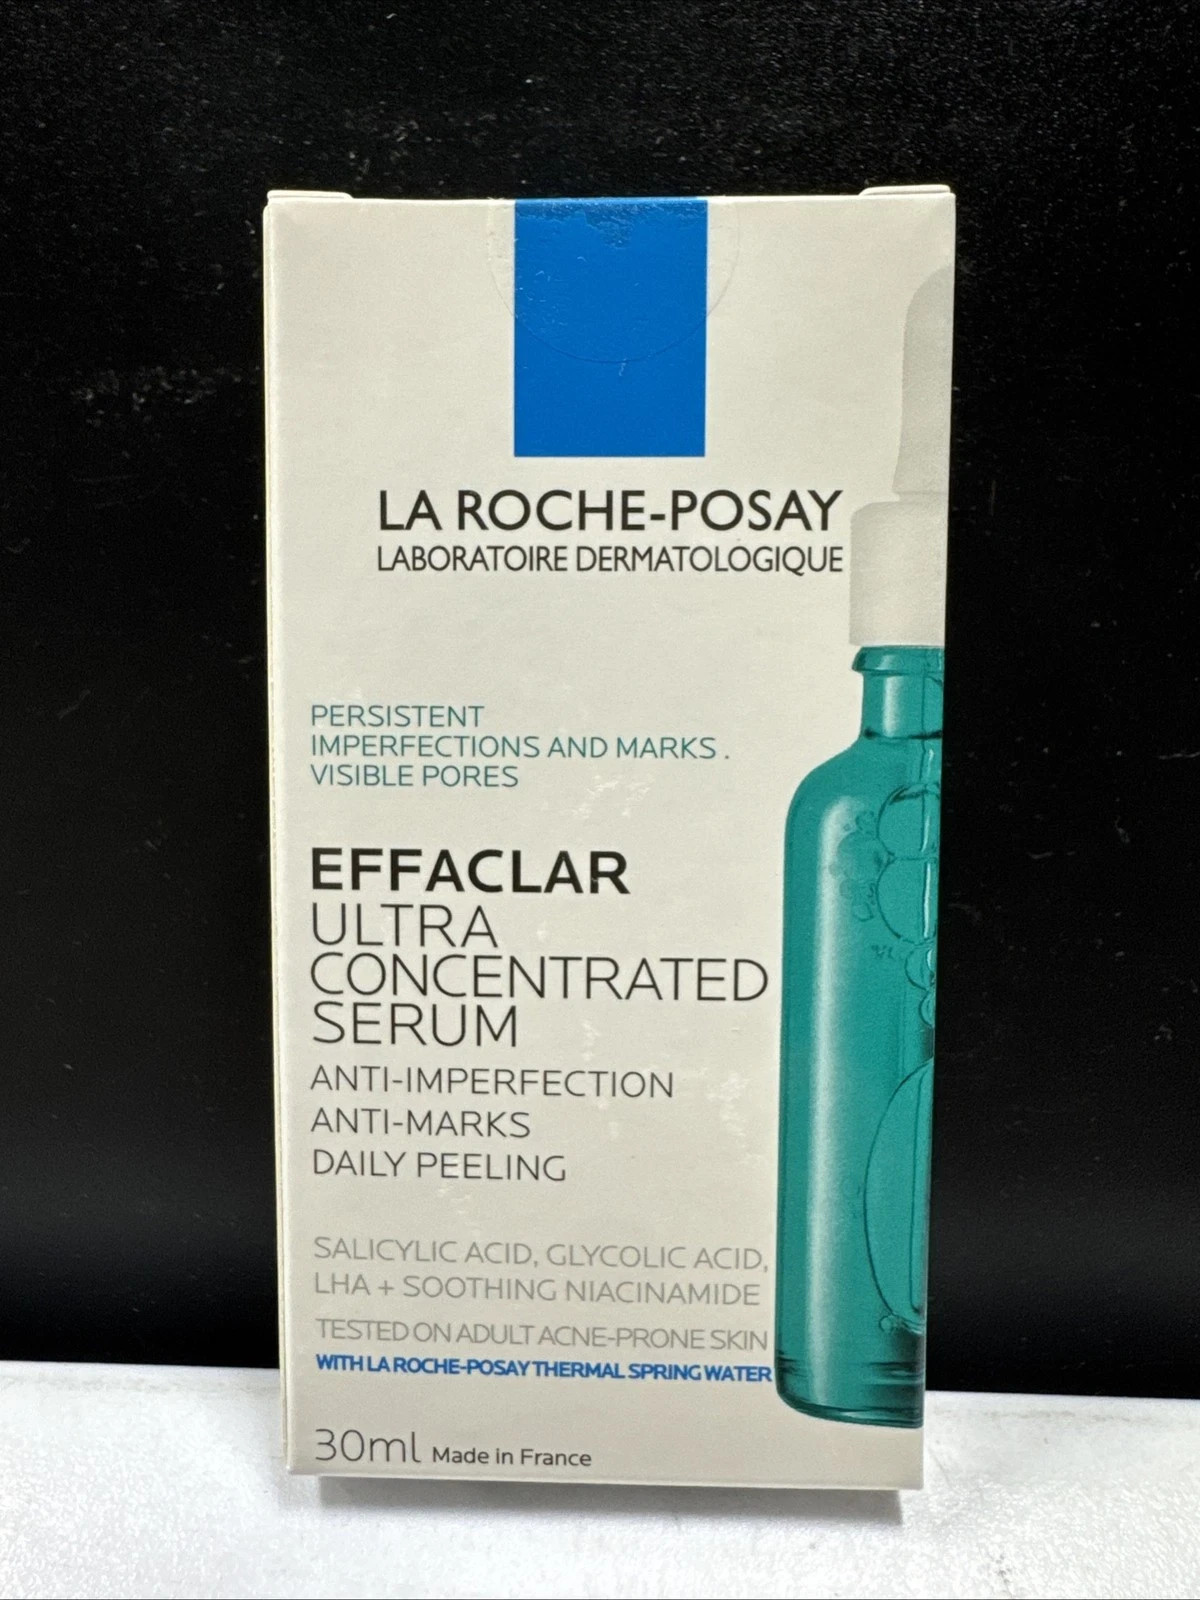 LA ROCHE-POSAY
LABORATOIRE DERMATOLOGIQUE
PERSISTENT
IMPERFECTIONS AND MARKS .
VISIBLE PORES
EFFACLAR
ULTRA
CONCENTRATED
SERUM
ANTI-IMPERFECTION
ANTI-MARKS
DAILY PEELING
SALICYLIC ACID, GLYCOLIC ACID,
LHA + SOOTHING NIACINAMIDE
TESTED ON ADULT ACNE-PRONE SKIN
WITH LA ROCHE-POSAY THERMAL SPRING WATER
30ml Made in France